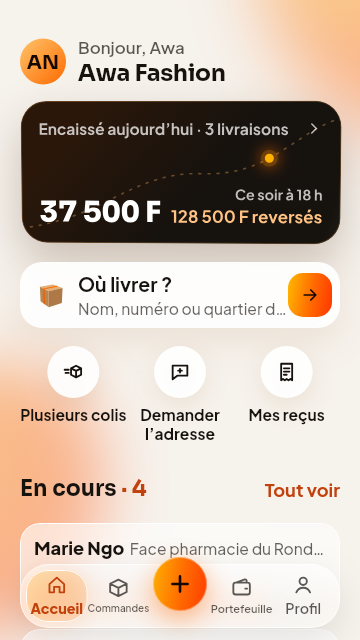 AN
Bonjour, Awa
Awa Fashion
Encaissé aujourd’hui · 3 livraisons
Ce soir à 18 h
37 500 F
128 500 F reversés
Où livrer ?
Nom, numéro ou quartier d…
Plusieurs colis
Demander
l’adresse
Mes reçus
En cours · 4
Tout voir
Marie Ngo Face pharmacie du Rond…
Accueil
Commandes
Portefeuille
Profil